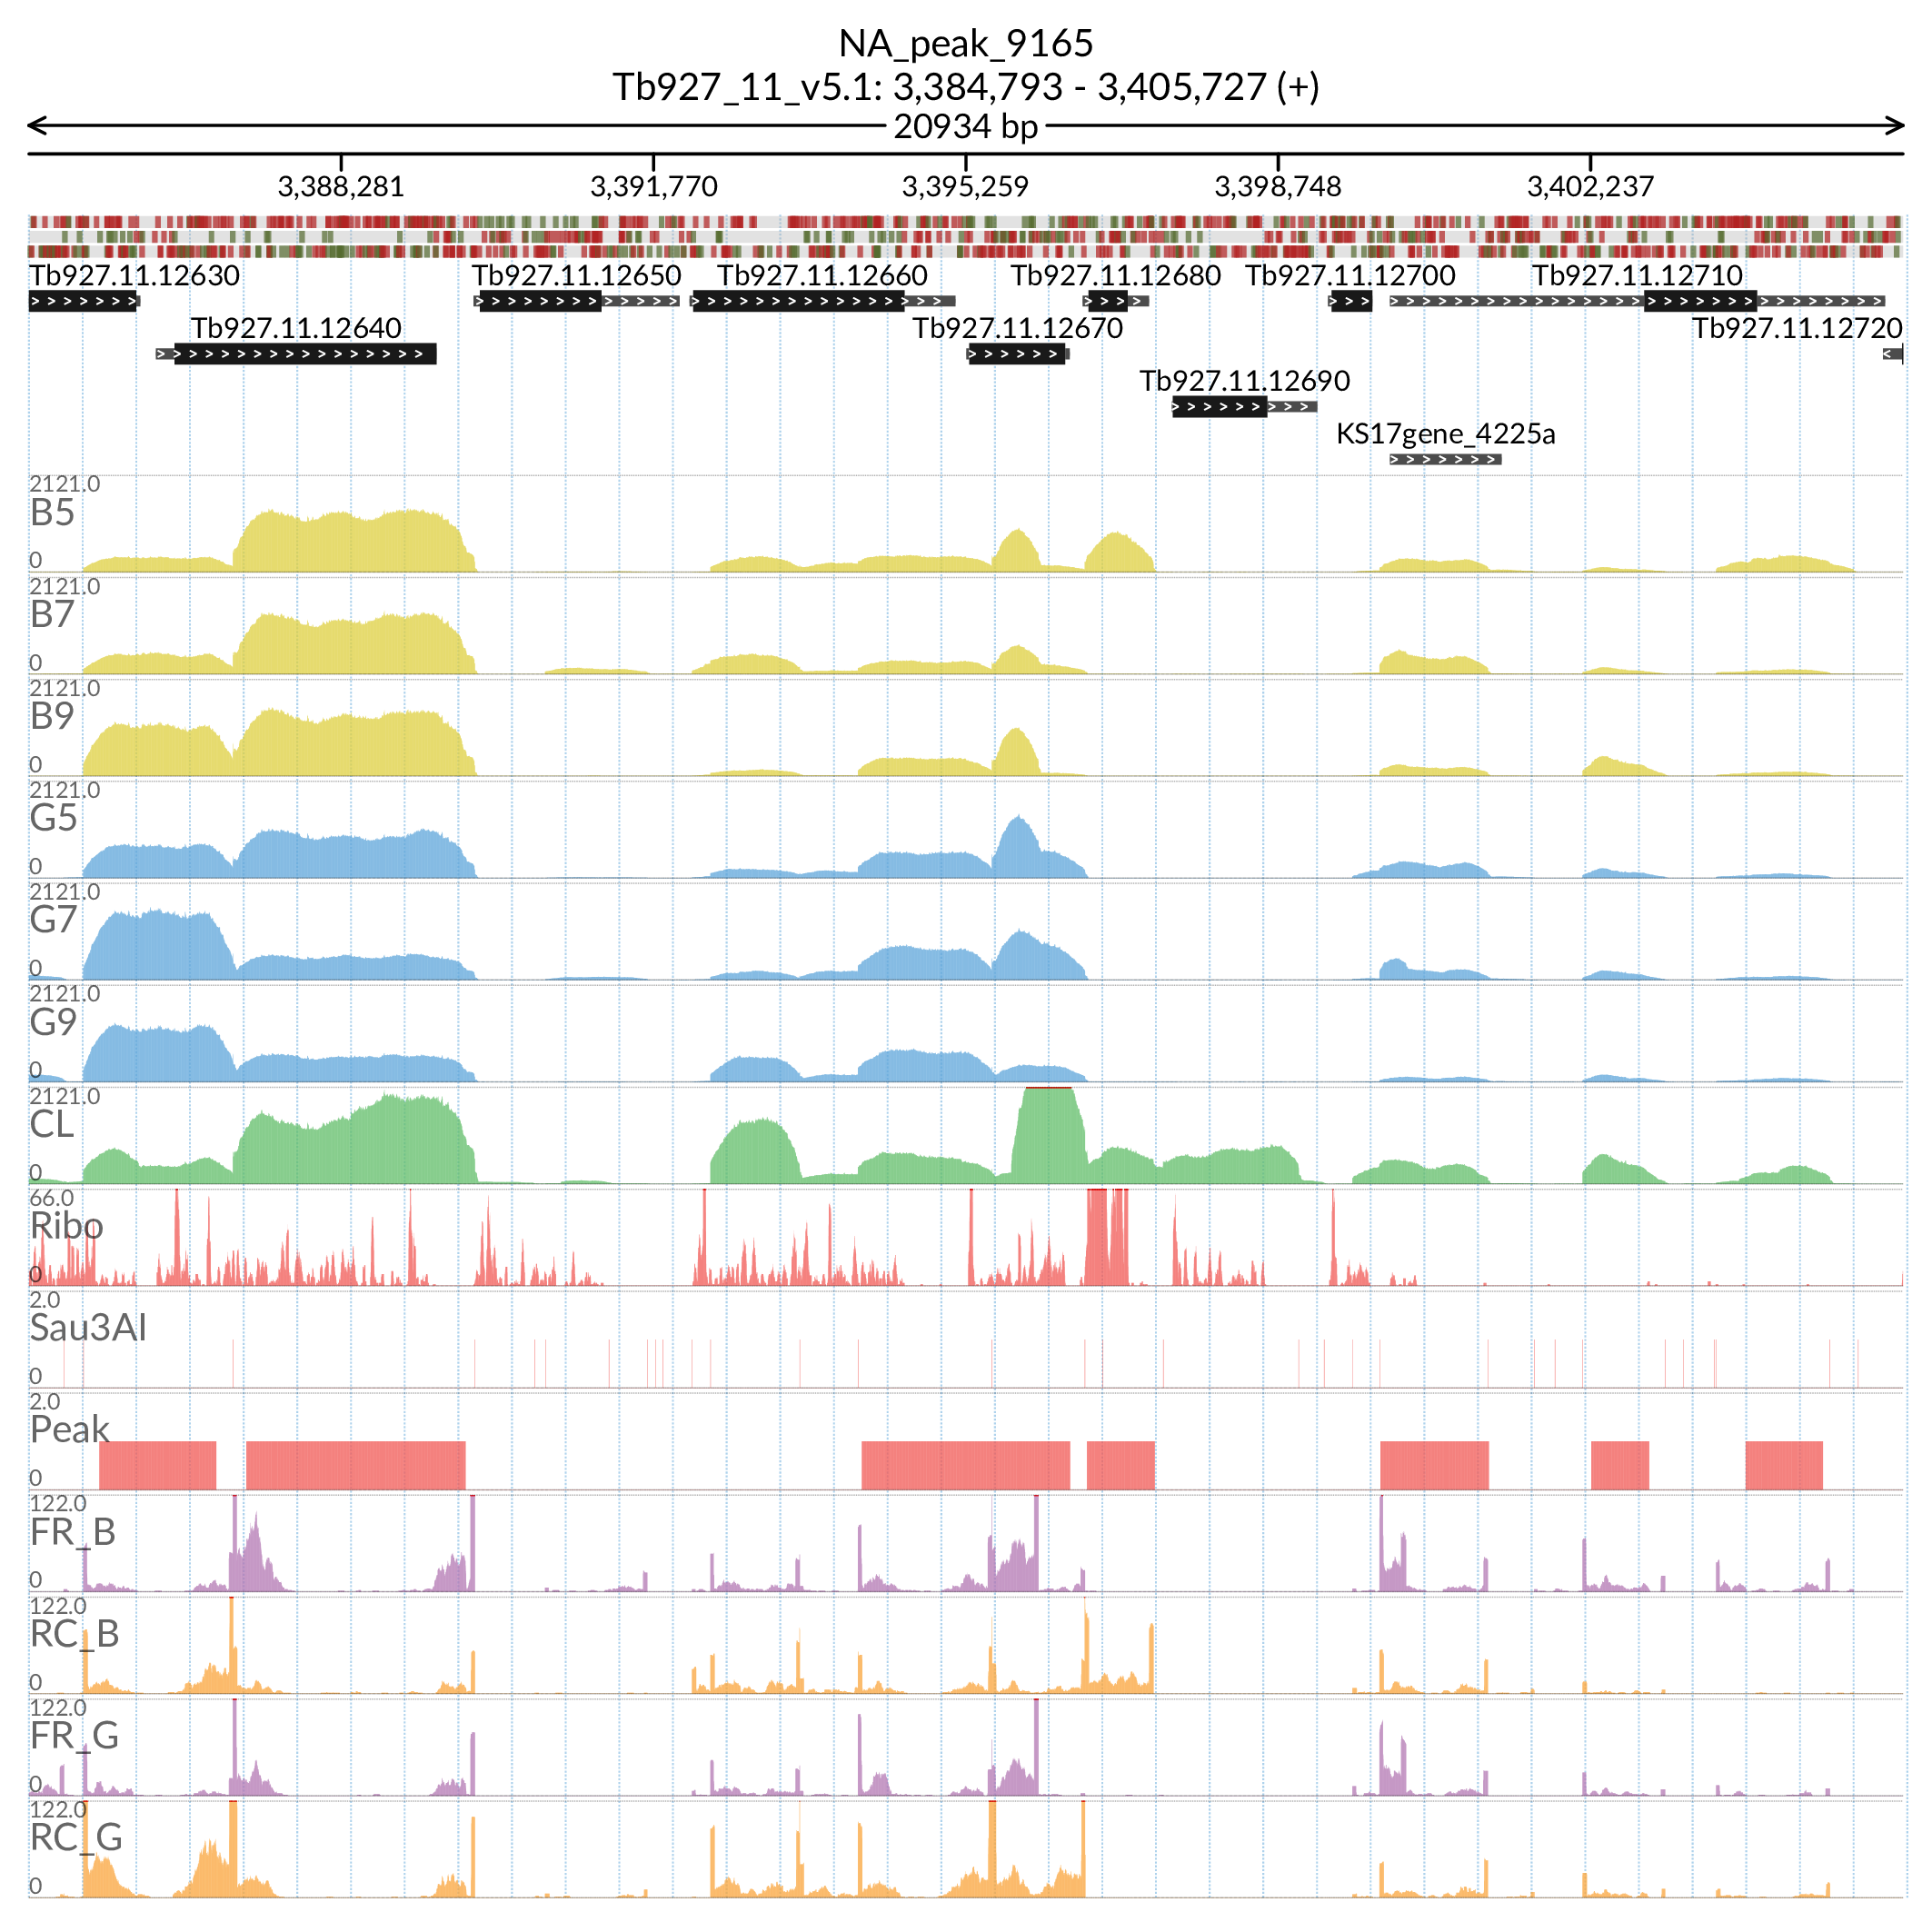 NA_peak_9165
Tb927_11_v5.1: 3,384,793 - 3,405,727 (+)
20934 bp
3,388,281 3,391,770 3,395,259 3,398,748 3,402,237
Tb927.11.12630 Tb927.11.12650 Tb927.11.12660 Tb927.11.12680 Tb927.11.12700 Tb927.11.12710
Tb927.11.12640 Tb927.11.12670 Tb927.11.12720
Tb927.11.12690
KS17gene_4225a
2121.0
B5
0
2121.0
B7
0
2121.0
B9
0
2121.0
G5
0
2121.0
G7
0
2121.0
G9
0
2121.0
CL
0
66.0
Ribo
0
2.0
Sau3AI
0
2.0
Peak
0
122.0
FR_B
0
122.0
RC_B
0
122.0
FR_G
0
122.0
RC_G
0